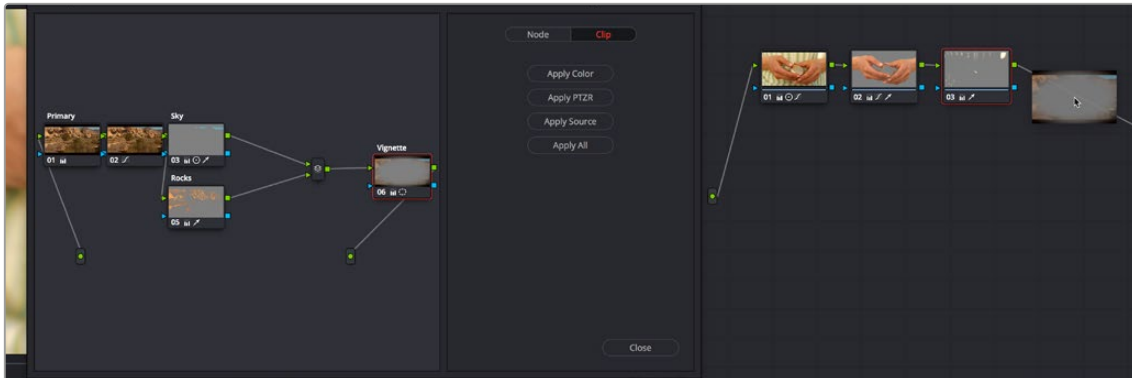 Node Clip
Apply Color
Apply PTZR
Apply Source
Apply All
Close
Primary
Sky
01
02
03
Rocks
05
Vignette
06
01
02
03